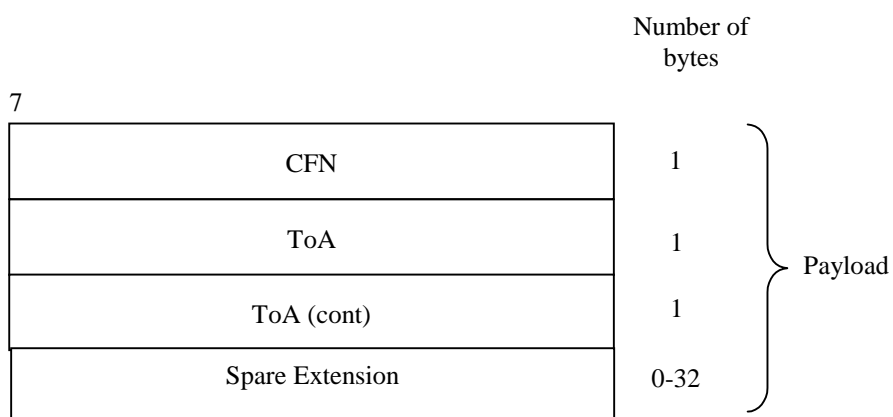 Number of
bytes
7
CFN 1
ToA 1
Payload
ToA (cont) 1
Spare Extension 0-32